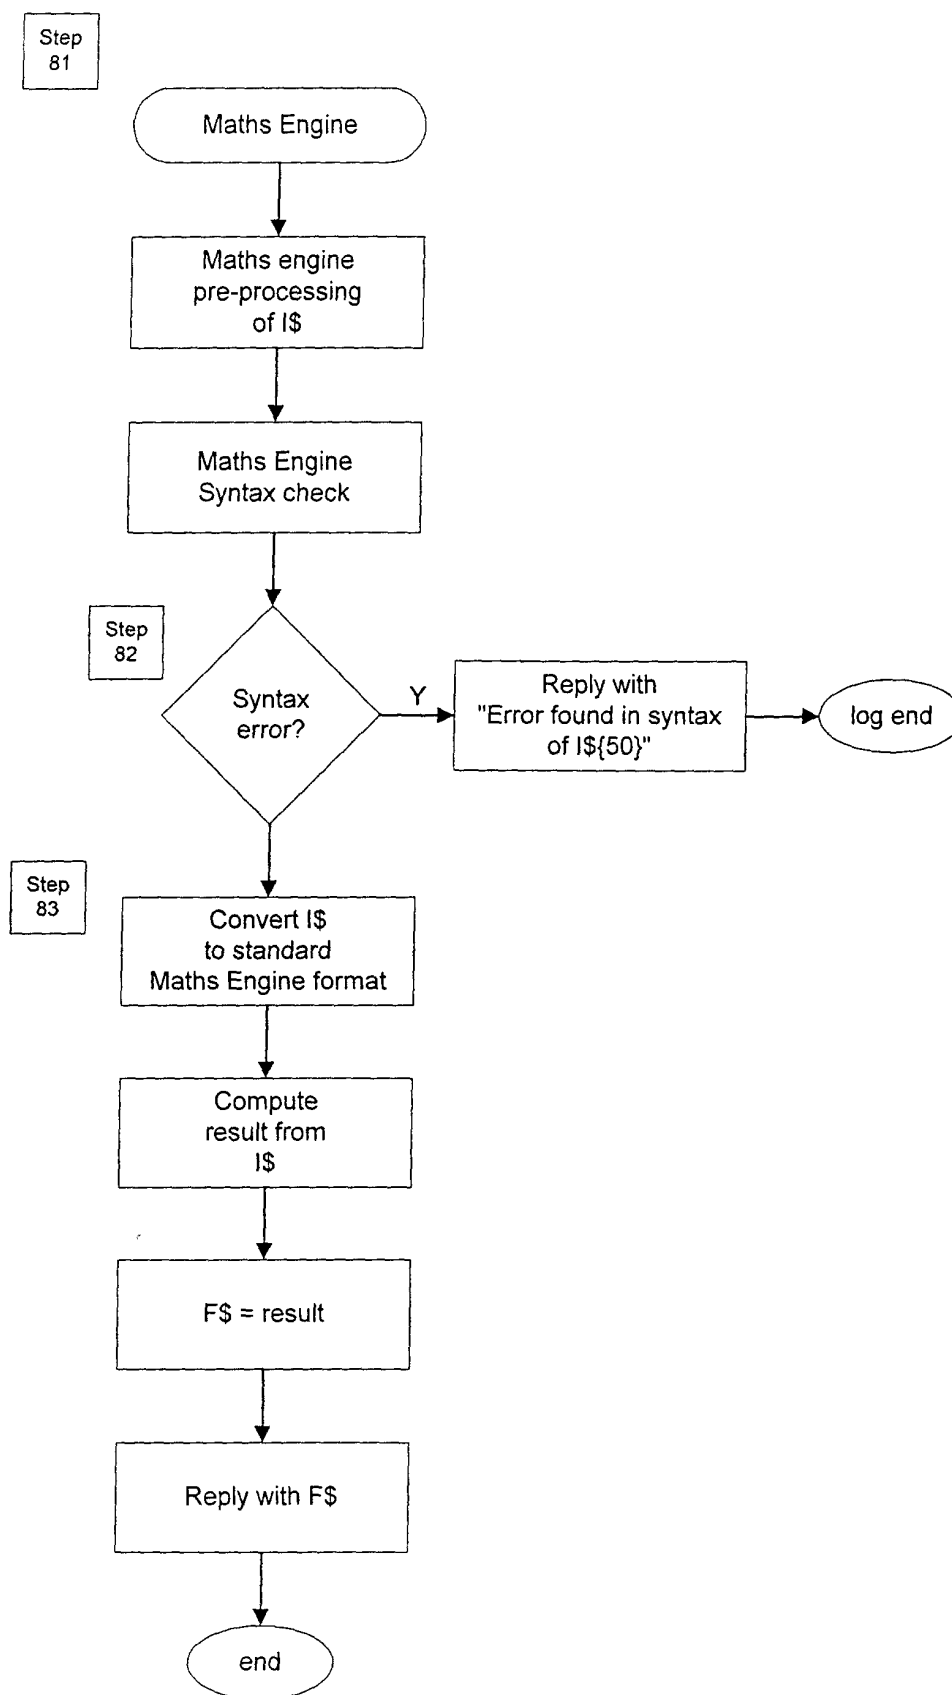 Step
81
Maths Engine
Maths engine
pre-processing
of I$
Maths Engine
Syntax check
Step
82
Syntax
error?
Y
Reply with
"Error found in syntax
of I${50}"
log end
Step
83
Convert I$
to standard
Maths Engine format
Compute
result from
I$
F$ = result
Reply with F$
end